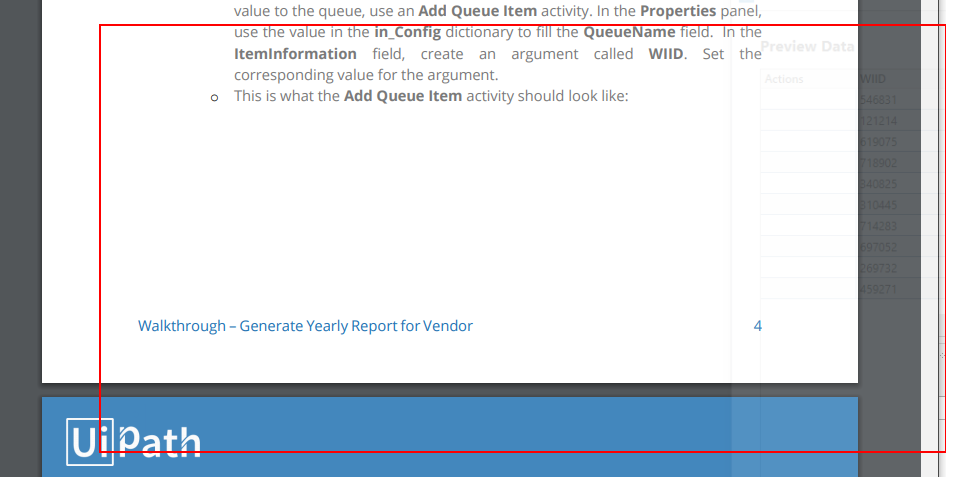 value to the queue, use an Add Queue Item activity. In the Properties panel,
use the value in the in_Config dictionary to fill the QueueName field. In the
ItemInformation field, create an argument called WIID. Set the
corresponding value for the argument.
o This is what the Add Queue Item activity should look like:
Preview Data
Actions WIID
546831
121214
619075
718902
340825
310445
714283
697052
269732
459271
Walkthrough – Generate Yearly Report for Vendor 4
UiPath